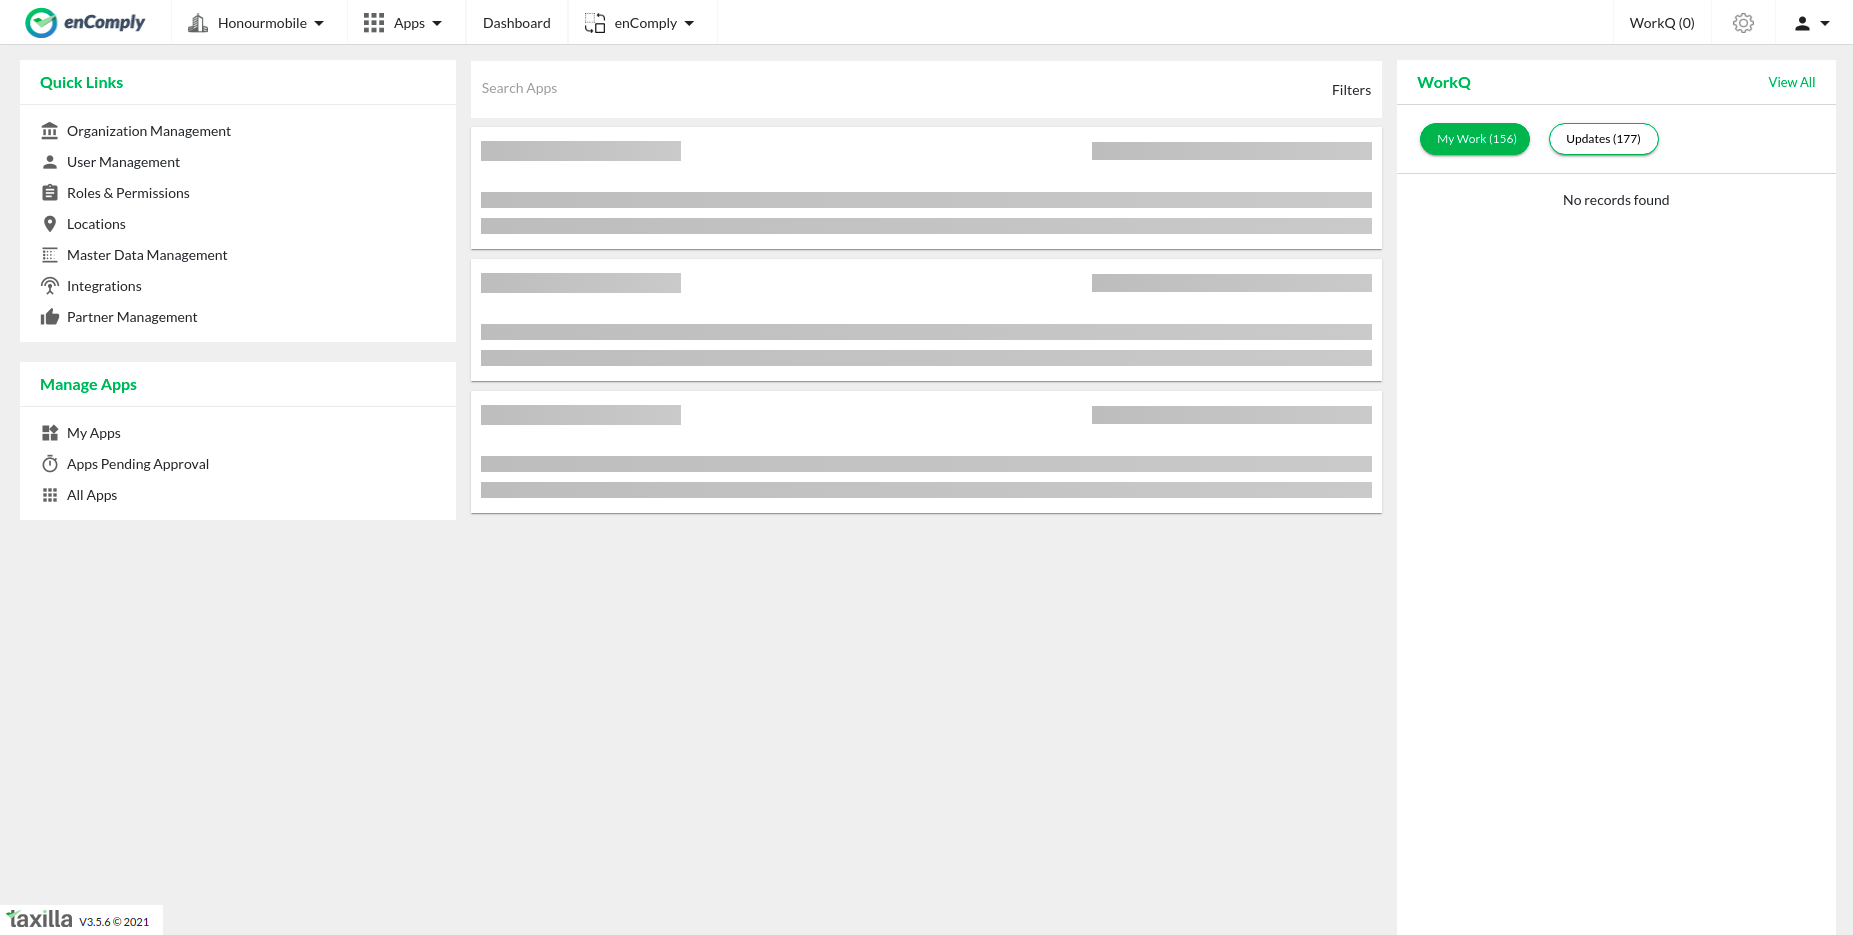 enComply
Honourmobile
Apps
Dashboard
enComply
WorkQ (0)
Quick Links
Organization Management
User Management
Roles & Permissions
Locations
Master Data Management
Integrations
Partner Management
Manage Apps
My Apps
Apps Pending Approval
All Apps
Search Apps
Filters
WorkQ
View All
My Work (156)
Updates (177)
No records found
taxilla V3.5.6 © 2021